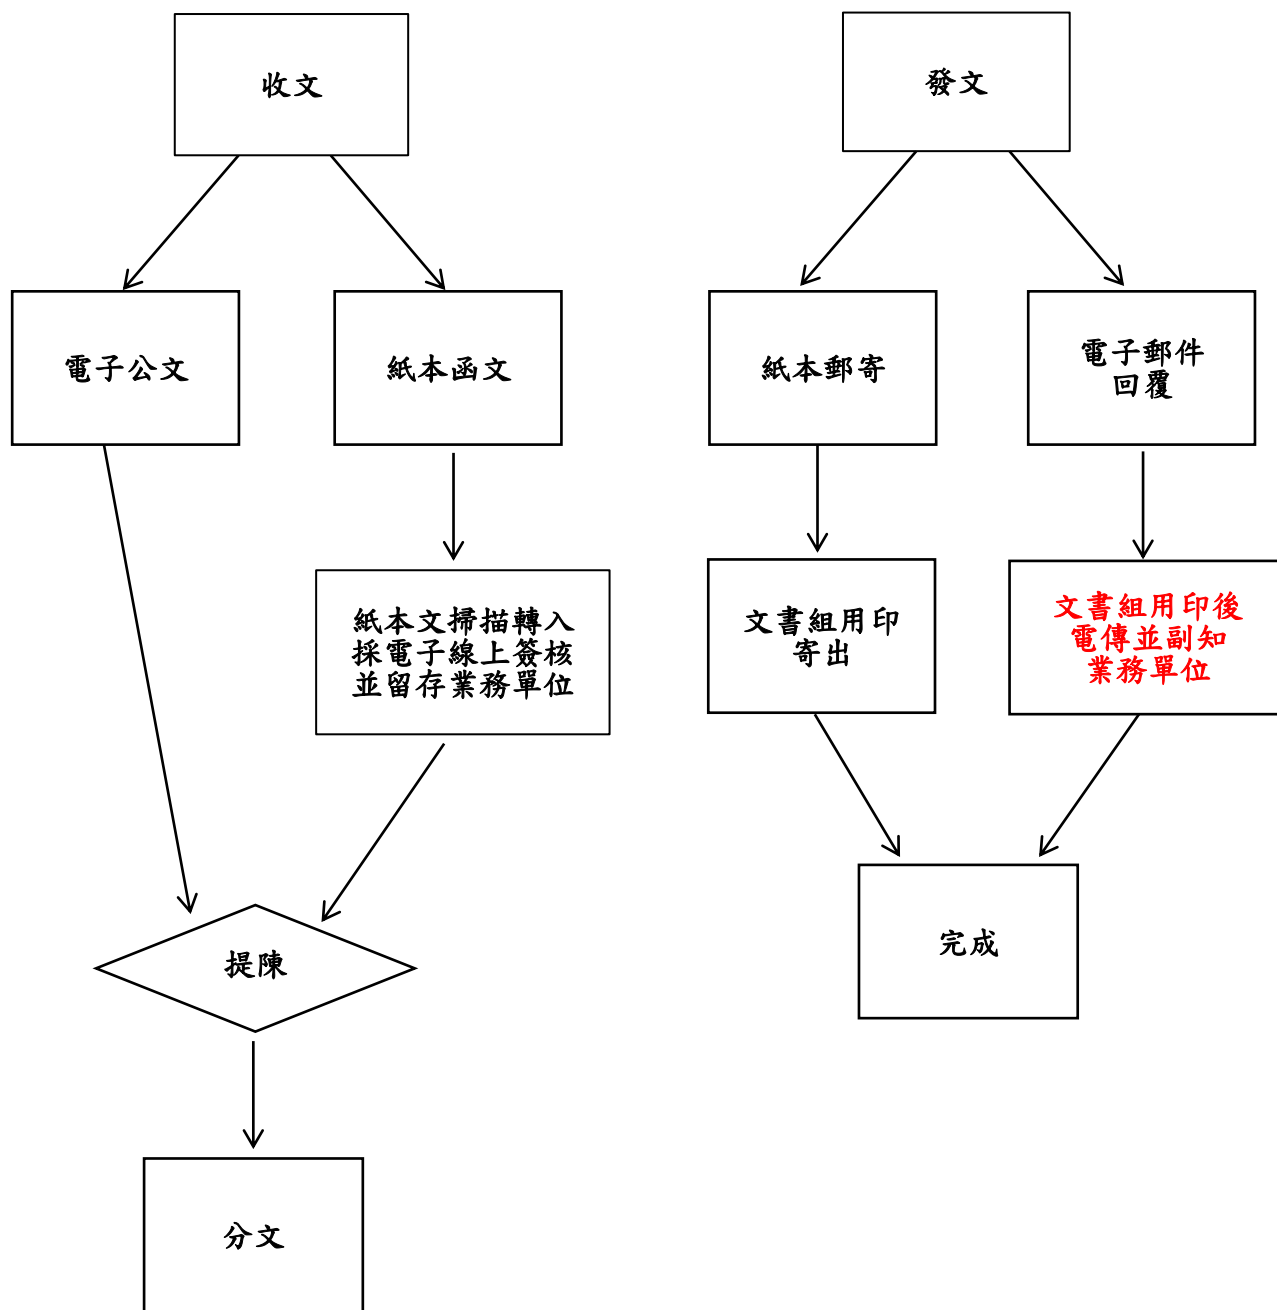 收文
電子公文
紙本函文
紙本文掃描轉入
採電子線上簽核
並留存業務單位
提陳
分文
發文
紙本郵寄
電子郵件
回覆
文書組用印
寄出
文書組用印後
電傳並副知
業務單位
完成